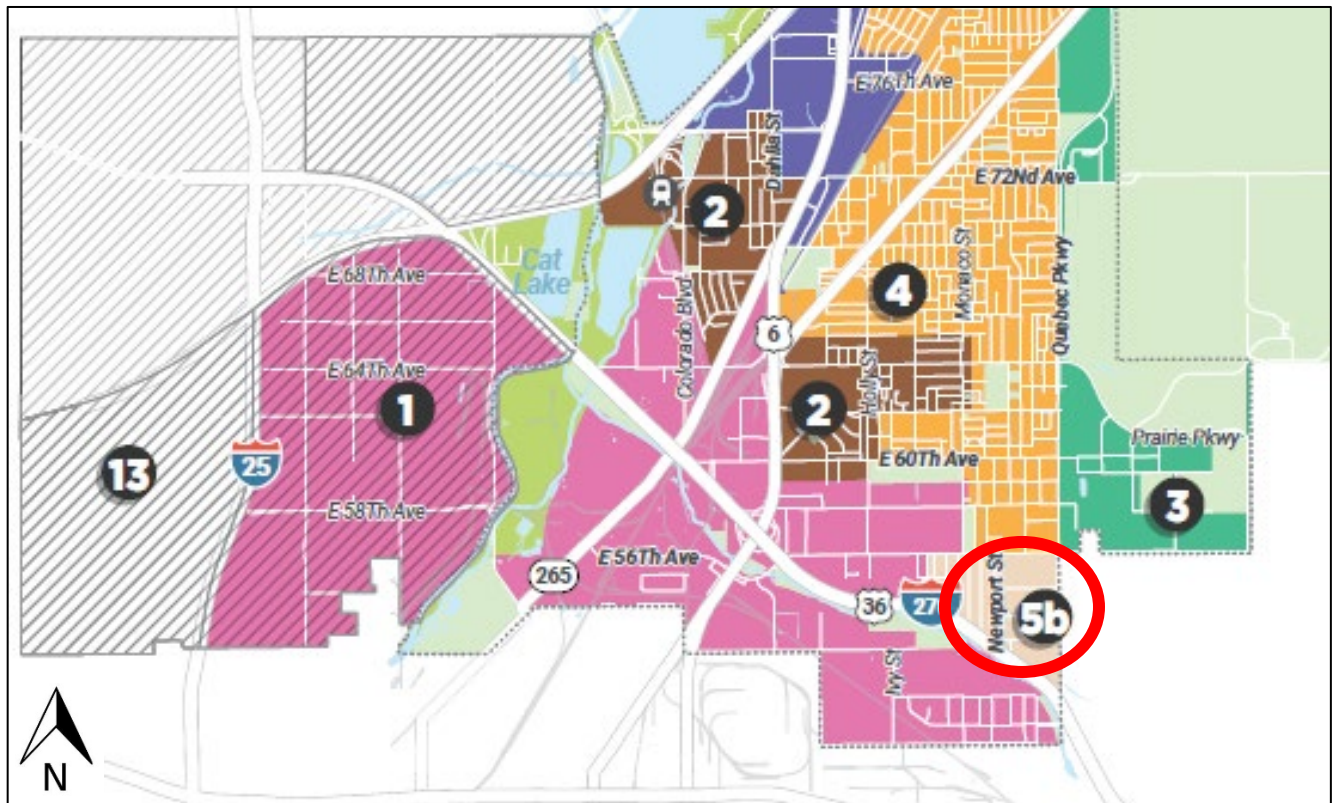 E 76Th Ave
Dahlia St
E 72Nd Ave
2
Cat
Lake
E 68Th Ave
Monaco St
Quebec Pkwy
4
Colorado Blvd
6
E 64Th Ave
1
2
Holly St
Prairie Pkwy
13
25
E 60Th Ave
3
E 58Th Ave
E 56Th Ave
265
36
270
Newport St
5b
Ivy St
N